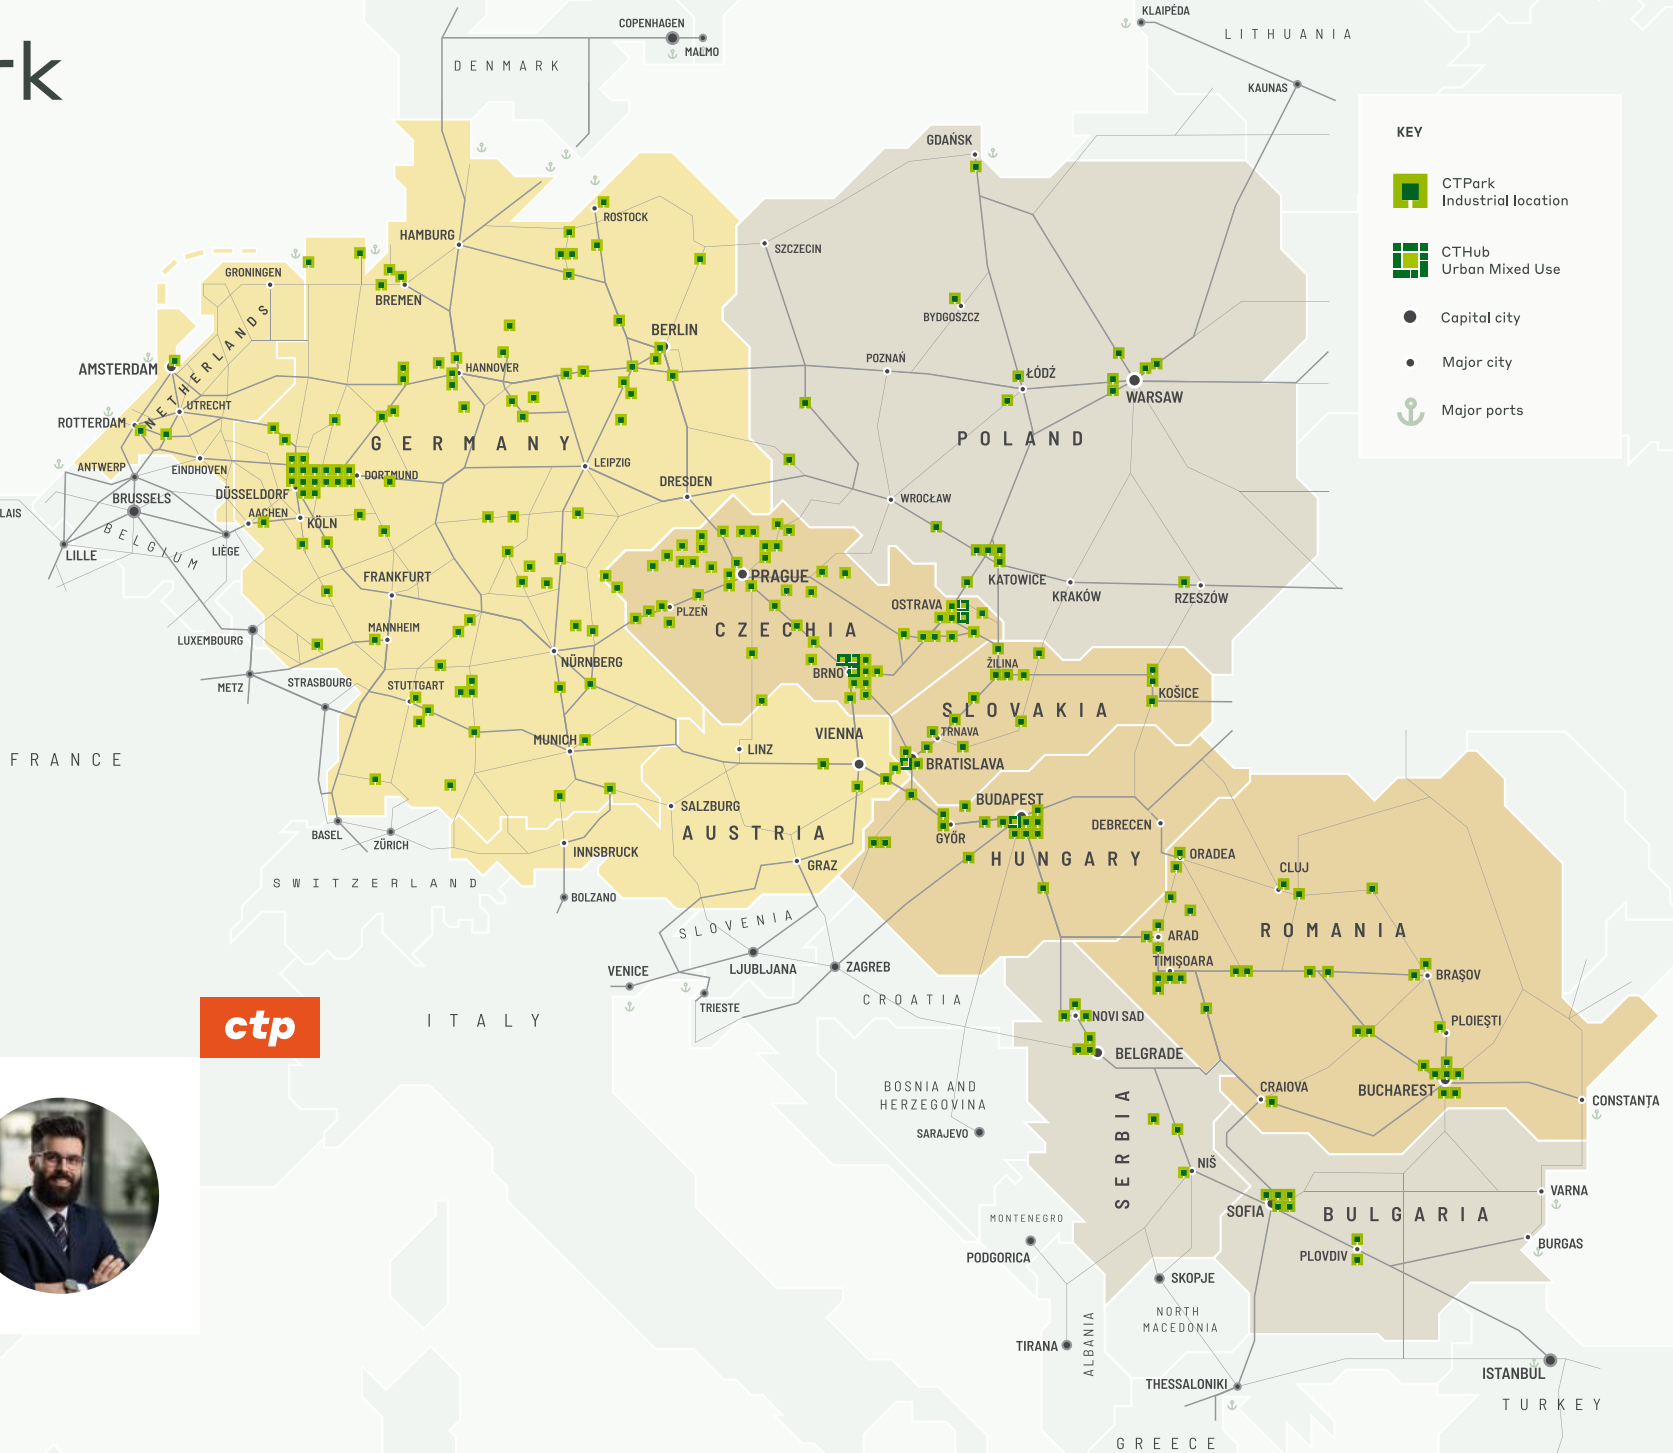 rk
KLAIPÉDA
LITHUANIA
COPENHAGEN
MALMO
DENMARK
KAUNAS
KEY
CTPark
Industrial location
CTHub
Urban Mixed Use
Capital city
Major city
Major ports
GDAŃSK
ROSTOCK
HAMBURG
SZCZECIN
GRONINGEN
BREMEN
BERLIN
BYDGOSZCZ
NETHERLANDS
AMSTERDAM
HANNOVER
POZNAŃ
ŁÓDŹ
WARSAW
UTRECHT
ROTTERDAM
GERMANY
POLAND
ANTWERP
EINDHOVEN
DORTMUND
LEIPZIG
DRESDEN
BRUSSELS
DÜSSELDORF
WROCŁAW
LAIS
AACHEN
KÖLN
BELGIUM
LIÈGE
LILLE
FRANKFURT
PRAGUE
KATOWICE
KRAKÓW
RZESZÓW
OSTRAVA
PLZEŇ
CZECHIA
MANNHEIM
LUXEMBOURG
NÜRNBERG
ŽILINA
BRNO
METZ
STRASBOURG
STUTTGART
KOŠICE
SLOVAKIA
TRNAVA
VIENNA
MUNICH
LINZ
BRATISLAVA
FRANCE
SALZBURG
BUDAPEST
BASEL
ZÜRICH
AUSTRIA
GYŐR
DEBRECEN
INNSBRUCK
GRAZ
HUNGARY
ORADEA
CLUJ
SWITZERLAND
BOLZANO
SLOVENIA
ROMANIA
ARAD
TIMIȘOARA
VENICE
LJUBLJANA
ZAGREB
BRAȘOV
TRIESTE
CROATIA
NOVI SAD
ctp
ITALY
PLOIEȘTI
BELGRADE
BOSNIA AND
HERZEGOVINA
CRAIOVA
BUCHAREST
CONSTANȚA
SARAJEVO
SERBIA
NIŠ
VARNA
SOFIA
BULGARIA
MONTENEGRO
PODGORICA
PLOVDIV
BURGAS
SKOPJE
NORTH
MACEDONIA
TIRANA
ALBANIA
ISTANBUL
THESSALONIKI
TURKEY
GREECE